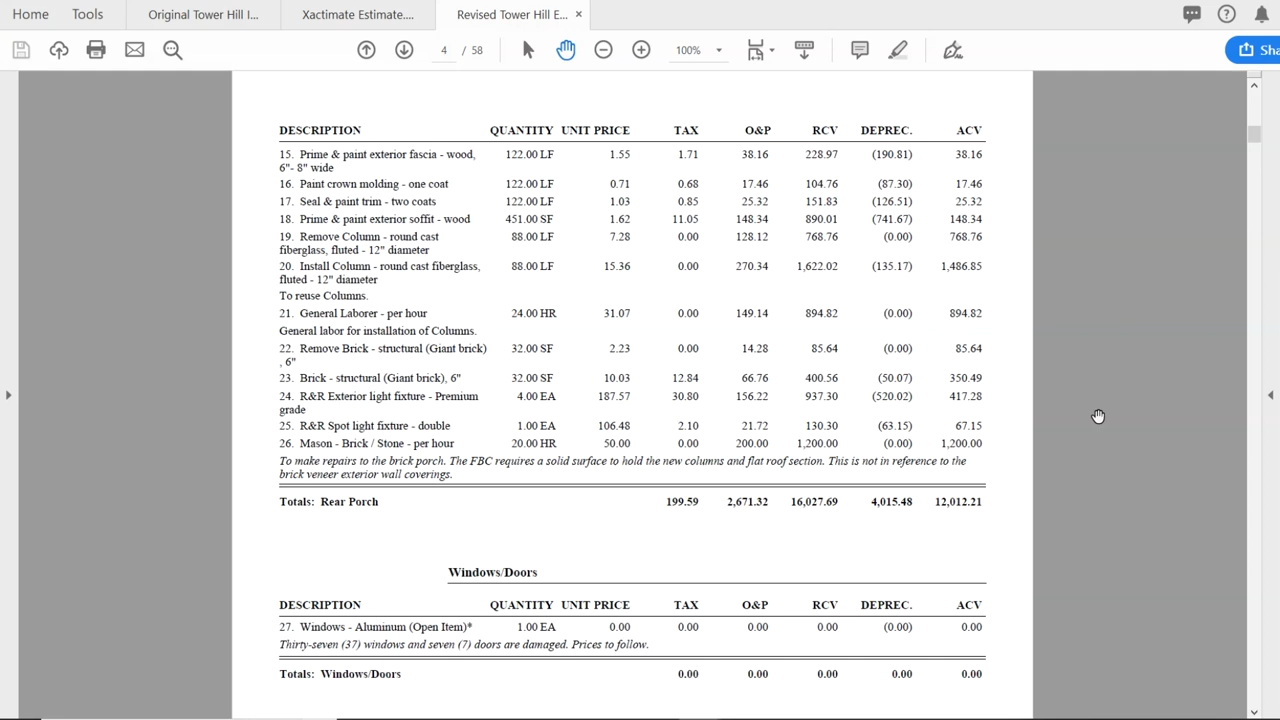 Home Tools Original Tower Hill I... Xactimate Estimate.... Revised Tower Hill E... ×
4 / 58 100% Sha
DESCRIPTION QUANTITY UNIT PRICE TAX O&P RCV DEPREC. ACV
15. Prime & paint exterior fascia - wood, 122.00 LF 1.55 1.71 38.16 228.97 (190.81) 38.16
6"- 8" wide
16. Paint crown molding - one coat 122.00 LF 0.71 0.68 17.46 104.76 (87.30) 17.46
17. Seal & paint trim - two coats 122.00 LF 1.03 0.85 25.32 151.83 (126.51) 25.32
18. Prime & paint exterior soffit - wood 451.00 SF 1.62 11.05 148.34 890.01 (741.67) 148.34
19. Remove Column - round cast 88.00 LF 7.28 0.00 128.12 768.76 (0.00) 768.76
fiberglass, fluted - 12" diameter
20. Install Column - round cast fiberglass, 88.00 LF 15.36 0.00 270.34 1,622.02 (135.17) 1,486.85
fluted - 12" diameter
To reuse Columns.
21. General Laborer - per hour 24.00 HR 31.07 0.00 149.14 894.82 (0.00) 894.82
General labor for installation of Columns.
22. Remove Brick - structural (Giant brick) 32.00 SF 2.23 0.00 14.28 85.64 (0.00) 85.64
, 6"
23. Brick - structural (Giant brick), 6" 32.00 SF 10.03 12.84 66.76 400.56 (50.07) 350.49
24. R&R Exterior light fixture - Premium 4.00 EA 187.57 30.80 156.22 937.30 (520.02) 417.28
grade
25. R&R Spot light fixture - double 1.00 EA 106.48 2.10 21.72 130.30 (63.15) 67.15
26. Mason - Brick / Stone - per hour 20.00 HR 50.00 0.00 200.00 1,200.00 (0.00) 1,200.00
To make repairs to the brick porch. The FBC requires a solid surface to hold the new columns and flat roof section. This is not in reference to the
brick veneer exterior wall coverings.
Totals: Rear Porch 199.59 2,671.32 16,027.69 4,015.48 12,012.21
Windows/Doors
DESCRIPTION QUANTITY UNIT PRICE TAX O&P RCV DEPREC. ACV
27. Windows - Aluminum (Open Item)* 1.00 EA 0.00 0.00 0.00 0.00 (0.00) 0.00
Thirty-seven (37) windows and seven (7) doors are damaged. Prices to follow.
Totals: Windows/Doors 0.00 0.00 0.00 0.00 0.00